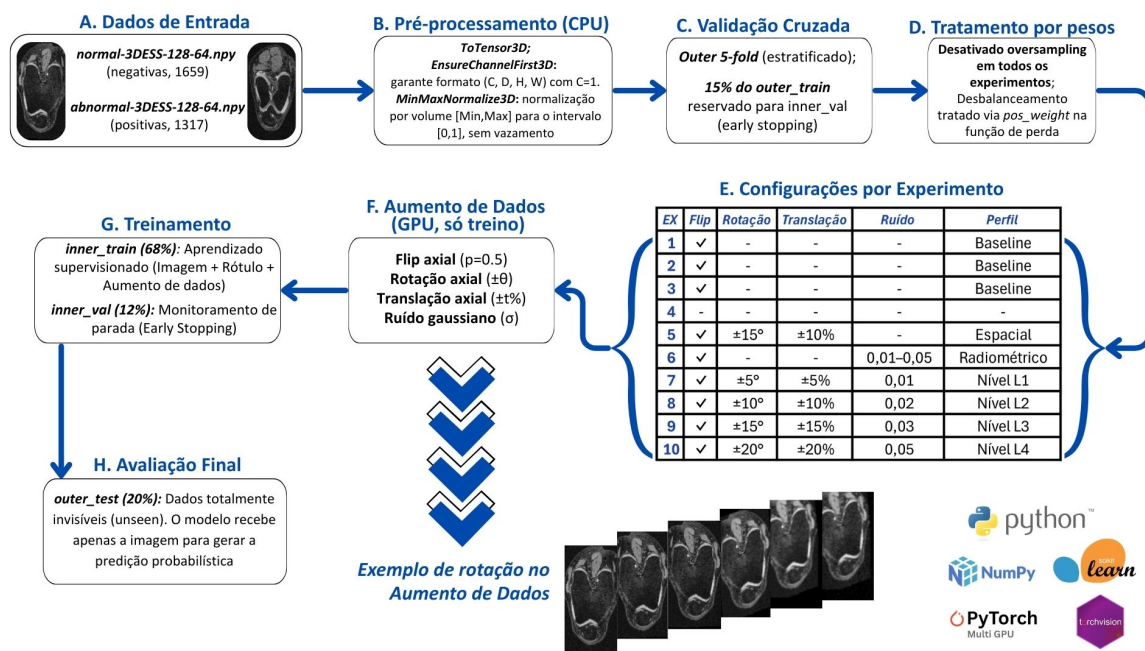 A. Dados de Entrada
normal-3DESS-128-64.npy
(negativas, 1659)
abnormal-3DESS-128-64.npy
(positivas, 1317)
B. Pré-processamento (CPU)
ToTensor3D;
EnsureChannelFirst3D:
garante formato (C, D, H, W) com C=1.
MinMaxNormalize3D: normalização
por volume [Min,Max] para o intervalo
[0,1], sem vazamento
C. Validação Cruzada
Outer 5-fold (estratificado);
15% do outer_train
reservado para inner_val
(early stopping)
D. Tratamento por pesos
Desativado oversampling
em todos os
experimentos;
Desbalanceamento
tratado via pos_weight na
função de perda
E. Configurações por Experimento
EX Flip Rotação Translação Ruído Perfil
1 ✓ - - - Baseline
2 ✓ - - - Baseline
3 ✓ - - - Baseline
4 - - - - -
5 ✓ ±15° ±10% - Espacial
6 ✓ - - 0,01–0,05 Radiométrico
7 ✓ ±5° ±5% 0,01 Nível L1
8 ✓ ±10° ±10% 0,02 Nível L2
9 ✓ ±15° ±15% 0,03 Nível L3
10 ✓ ±20° ±20% 0,05 Nível L4
F. Aumento de Dados
(GPU, só treino)
Flip axial (p=0.5)
Rotação axial (±θ)
Translação axial (±t%)
Ruído gaussiano (σ)
G. Treinamento
inner_train (68%): Aprendizado
supervisionado (Imagem + Rótulo +
Aumento de dados)
inner_val (12%): Monitoramento de
parada (Early Stopping)
H. Avaliação Final
outer_test (20%): Dados totalmente
invisíveis (unseen). O modelo recebe
apenas a imagem para gerar a
predição probabilística
Exemplo de rotação no
Aumento de Dados
python™
NumPy
scikit
learn
PyTorch
Multi GPU
torchvision